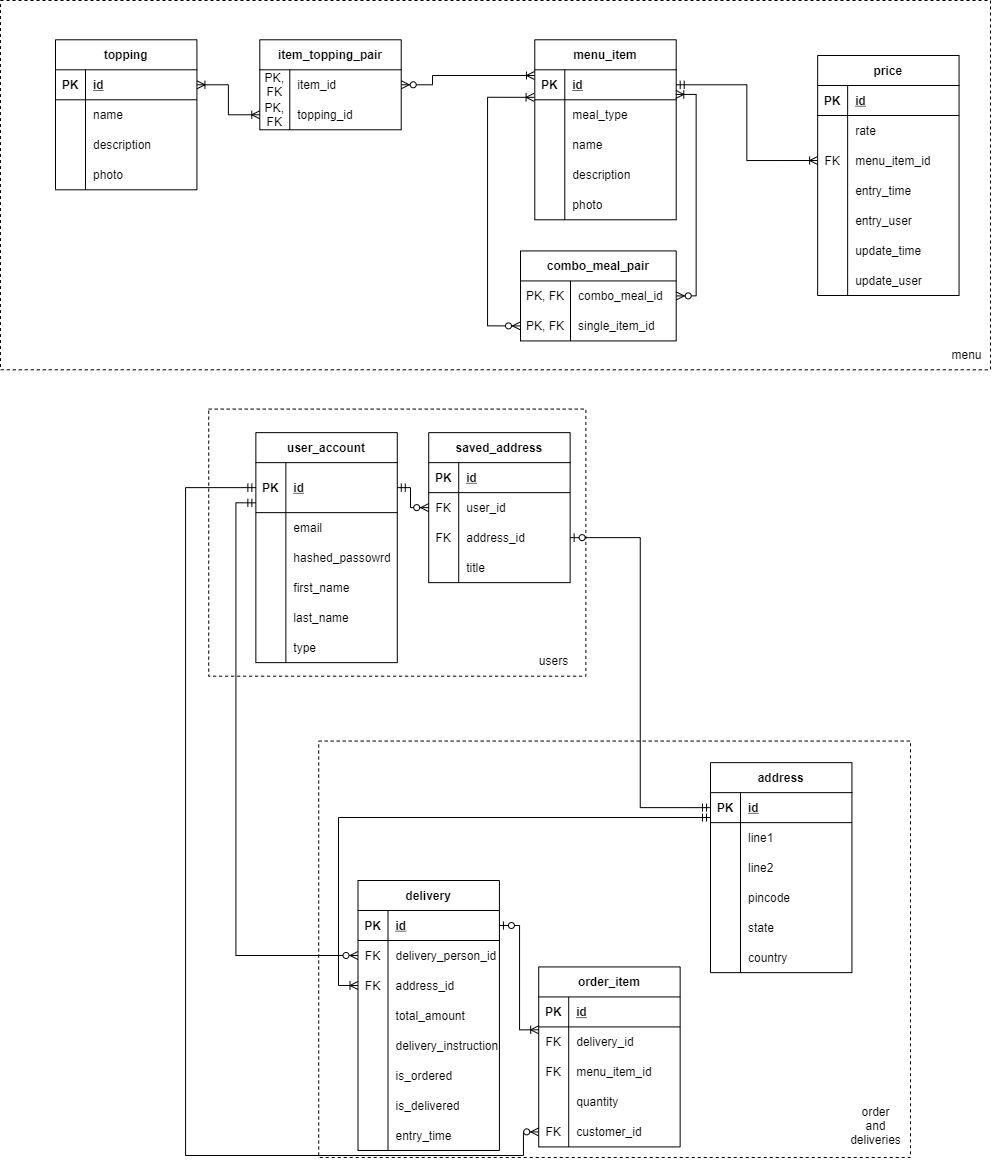 topping
PK id
name
description
photo
item_topping_pair
PK, FK item_id
PK, FK topping_id
menu_item
PK id
meal_type
name
description
photo
price
PK id
rate
FK menu_item_id
entry_time
entry_user
update_time
update_user
combo_meal_pair
PK, FK combo_meal_id
PK, FK single_item_id
menu
user_account
PK id
email
hashed_passowrd
first_name
last_name
type
saved_address
PK id
FK user_id
FK address_id
title
users
address
PK id
line1
line2
pincode
state
country
delivery
PK id
FK delivery_person_id
FK address_id
total_amount
delivery_instruction
is_ordered
is_delivered
entry_time
order_item
PK id
FK delivery_id
FK menu_item_id
quantity
FK customer_id
order
and
deliveries